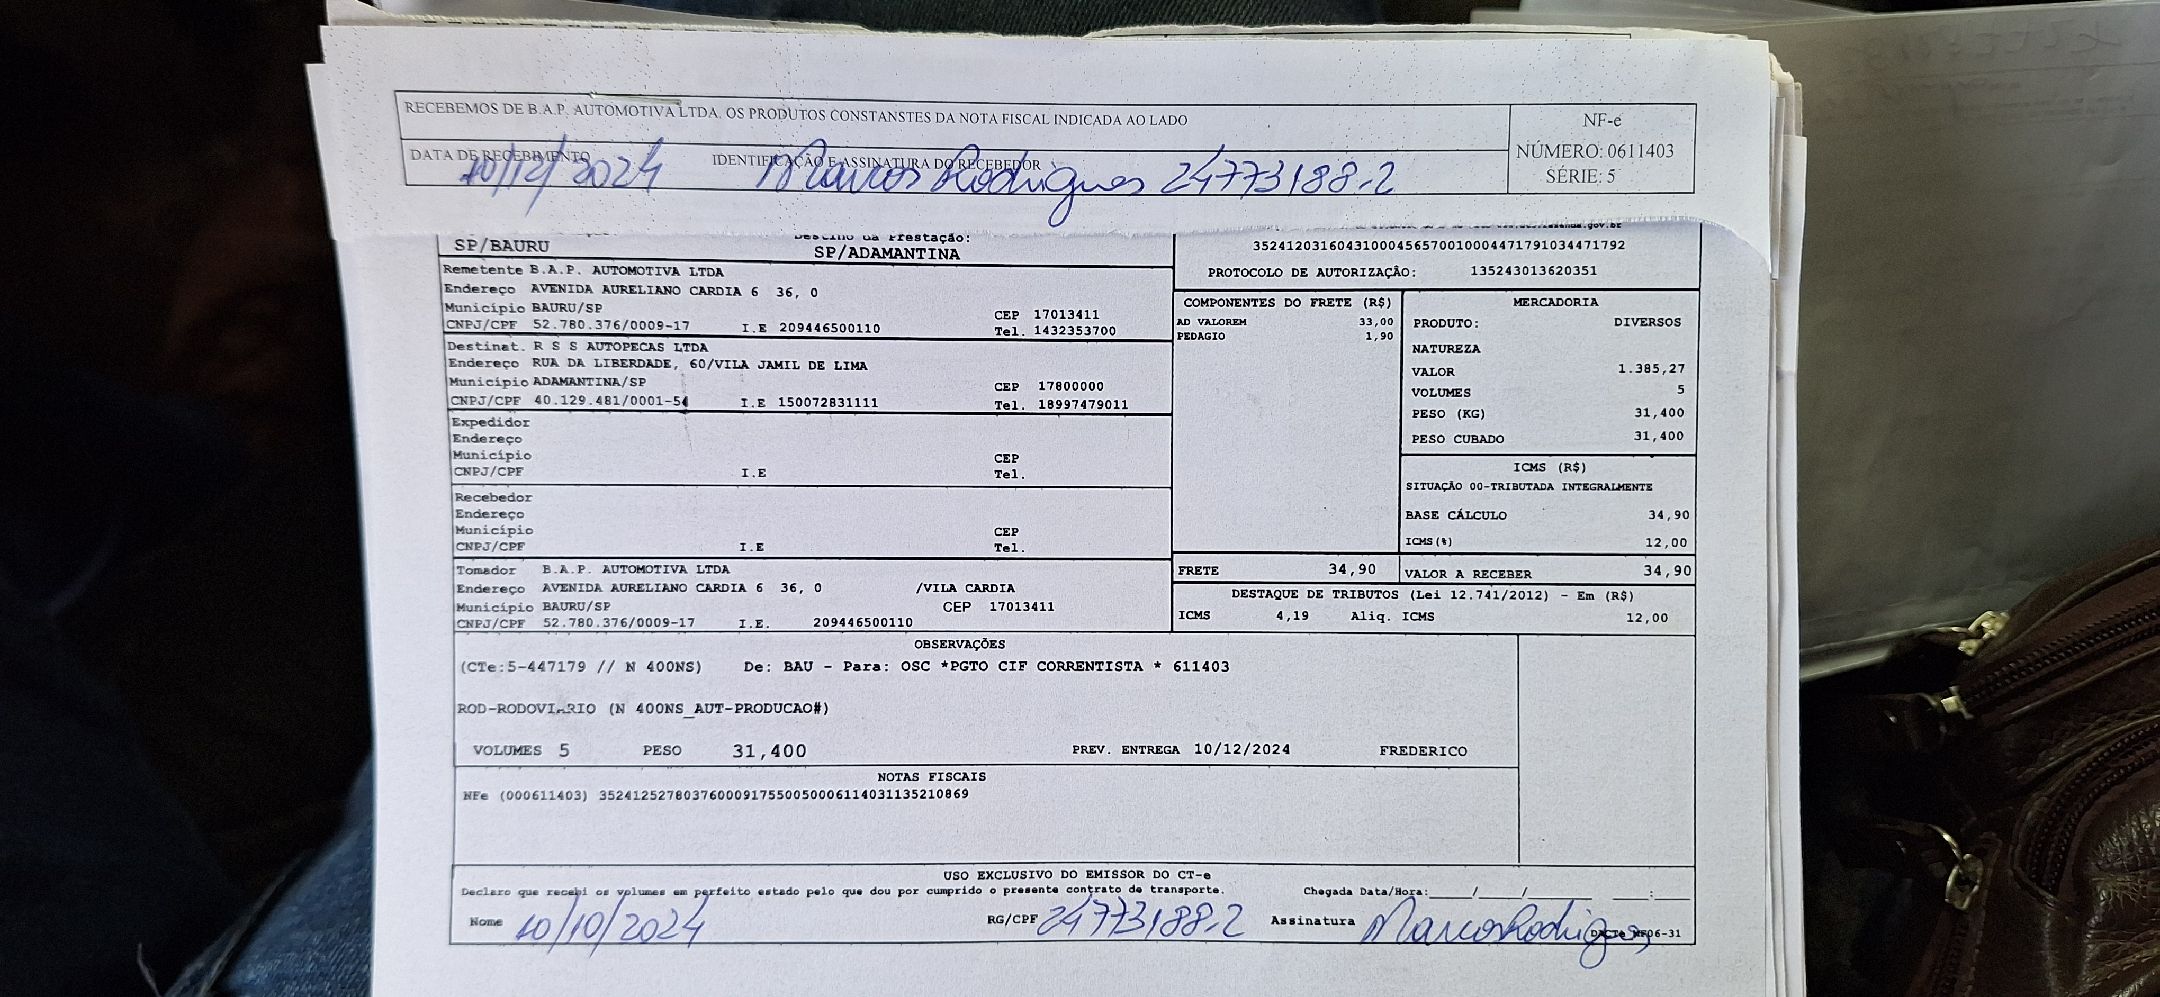 RECEBEMOS DE B.A.P. AUTOMOTIVA LTDA. OS PRODUTOS CONSTANSTES DA NOTA FISCAL INDICADA AO LADO
NF-e
NÚMERO: 0611403
SÉRIE: 5
DATA DE RECEBIMENTO IDENTIFICAÇÃO E ASSINATURA DO RECEBEDOR
10/12/2024 Marcos Rodrigues 24773188-2
Destino da Prestação:
SP/BAURU SP/ADAMANTINA
35241203160431000456570010004471791034471792
PROTOCOLO DE AUTORIZAÇÃO: 135243013620351
Remetente B.A.P. AUTOMOTIVA LTDA
Endereço AVENIDA AURELIANO CARDIA 6 36, 0
Município BAURU/SP CEP 17013411
CNPJ/CPF 52.780.376/0009-17 I.E 209446500110 Tel. 1432353700
Destinat. R S S AUTOPECAS LTDA
Endereço RUA DA LIBERDADE, 60/VILA JAMIL DE LIMA
Município ADAMANTINA/SP CEP 17800000
CNPJ/CPF 40.129.481/0001-54 I.E 150072831111 Tel. 18997479011
Expedidor
Endereço
Município CEP
CNPJ/CPF I.E Tel.
Recebedor
Endereço
Município CEP
CNPJ/CPF I.E Tel.
Tomador B.A.P. AUTOMOTIVA LTDA
Endereço AVENIDA AURELIANO CARDIA 6 36, 0 /VILA CARDIA
Município BAURU/SP CEP 17013411
CNPJ/CPF 52.780.376/0009-17 I.E. 209446500110
COMPONENTES DO FRETE (R$)
AD VALOREM 33,00
PEDAGIO 1,90
MERCADORIA
PRODUTO: DIVERSOS
NATUREZA
VALOR 1.385,27
VOLUMES 5
PESO (KG) 31,400
PESO CUBADO 31,400
ICMS (R$)
SITUAÇÃO 00-TRIBUTADA INTEGRALMENTE
BASE CÁLCULO 34,90
ICMS(%) 12,00
FRETE 34,90 VALOR A RECEBER 34,90
DESTAQUE DE TRIBUTOS (Lei 12.741/2012) - Em (R$)
ICMS 4,19 Aliq. ICMS 12,00
OBSERVAÇÕES
(CTe:5-447179 // N 400NS) De: BAU - Para: OSC *PGTO CIF CORRENTISTA * 611403
ROD-RODOVIARIO (N 400NS_AUT-PRODUCAO#)
VOLUMES 5 PESO 31,400 PREV. ENTREGA 10/12/2024 FREDERICO
NOTAS FISCAIS
NFe (000611403) 35241252780376000917550050006114031135210869
USO EXCLUSIVO DO EMISSOR DO CT-e
Declaro que recebi os volumes em perfeito estado pelo que dou por cumprido o presente contrato de transporte. Chegada Data/Hora:____/____/______ ____:____
Nome 10/10/2024 RG/CPF 24773188-2 Assinatura Marcos Rodrigues